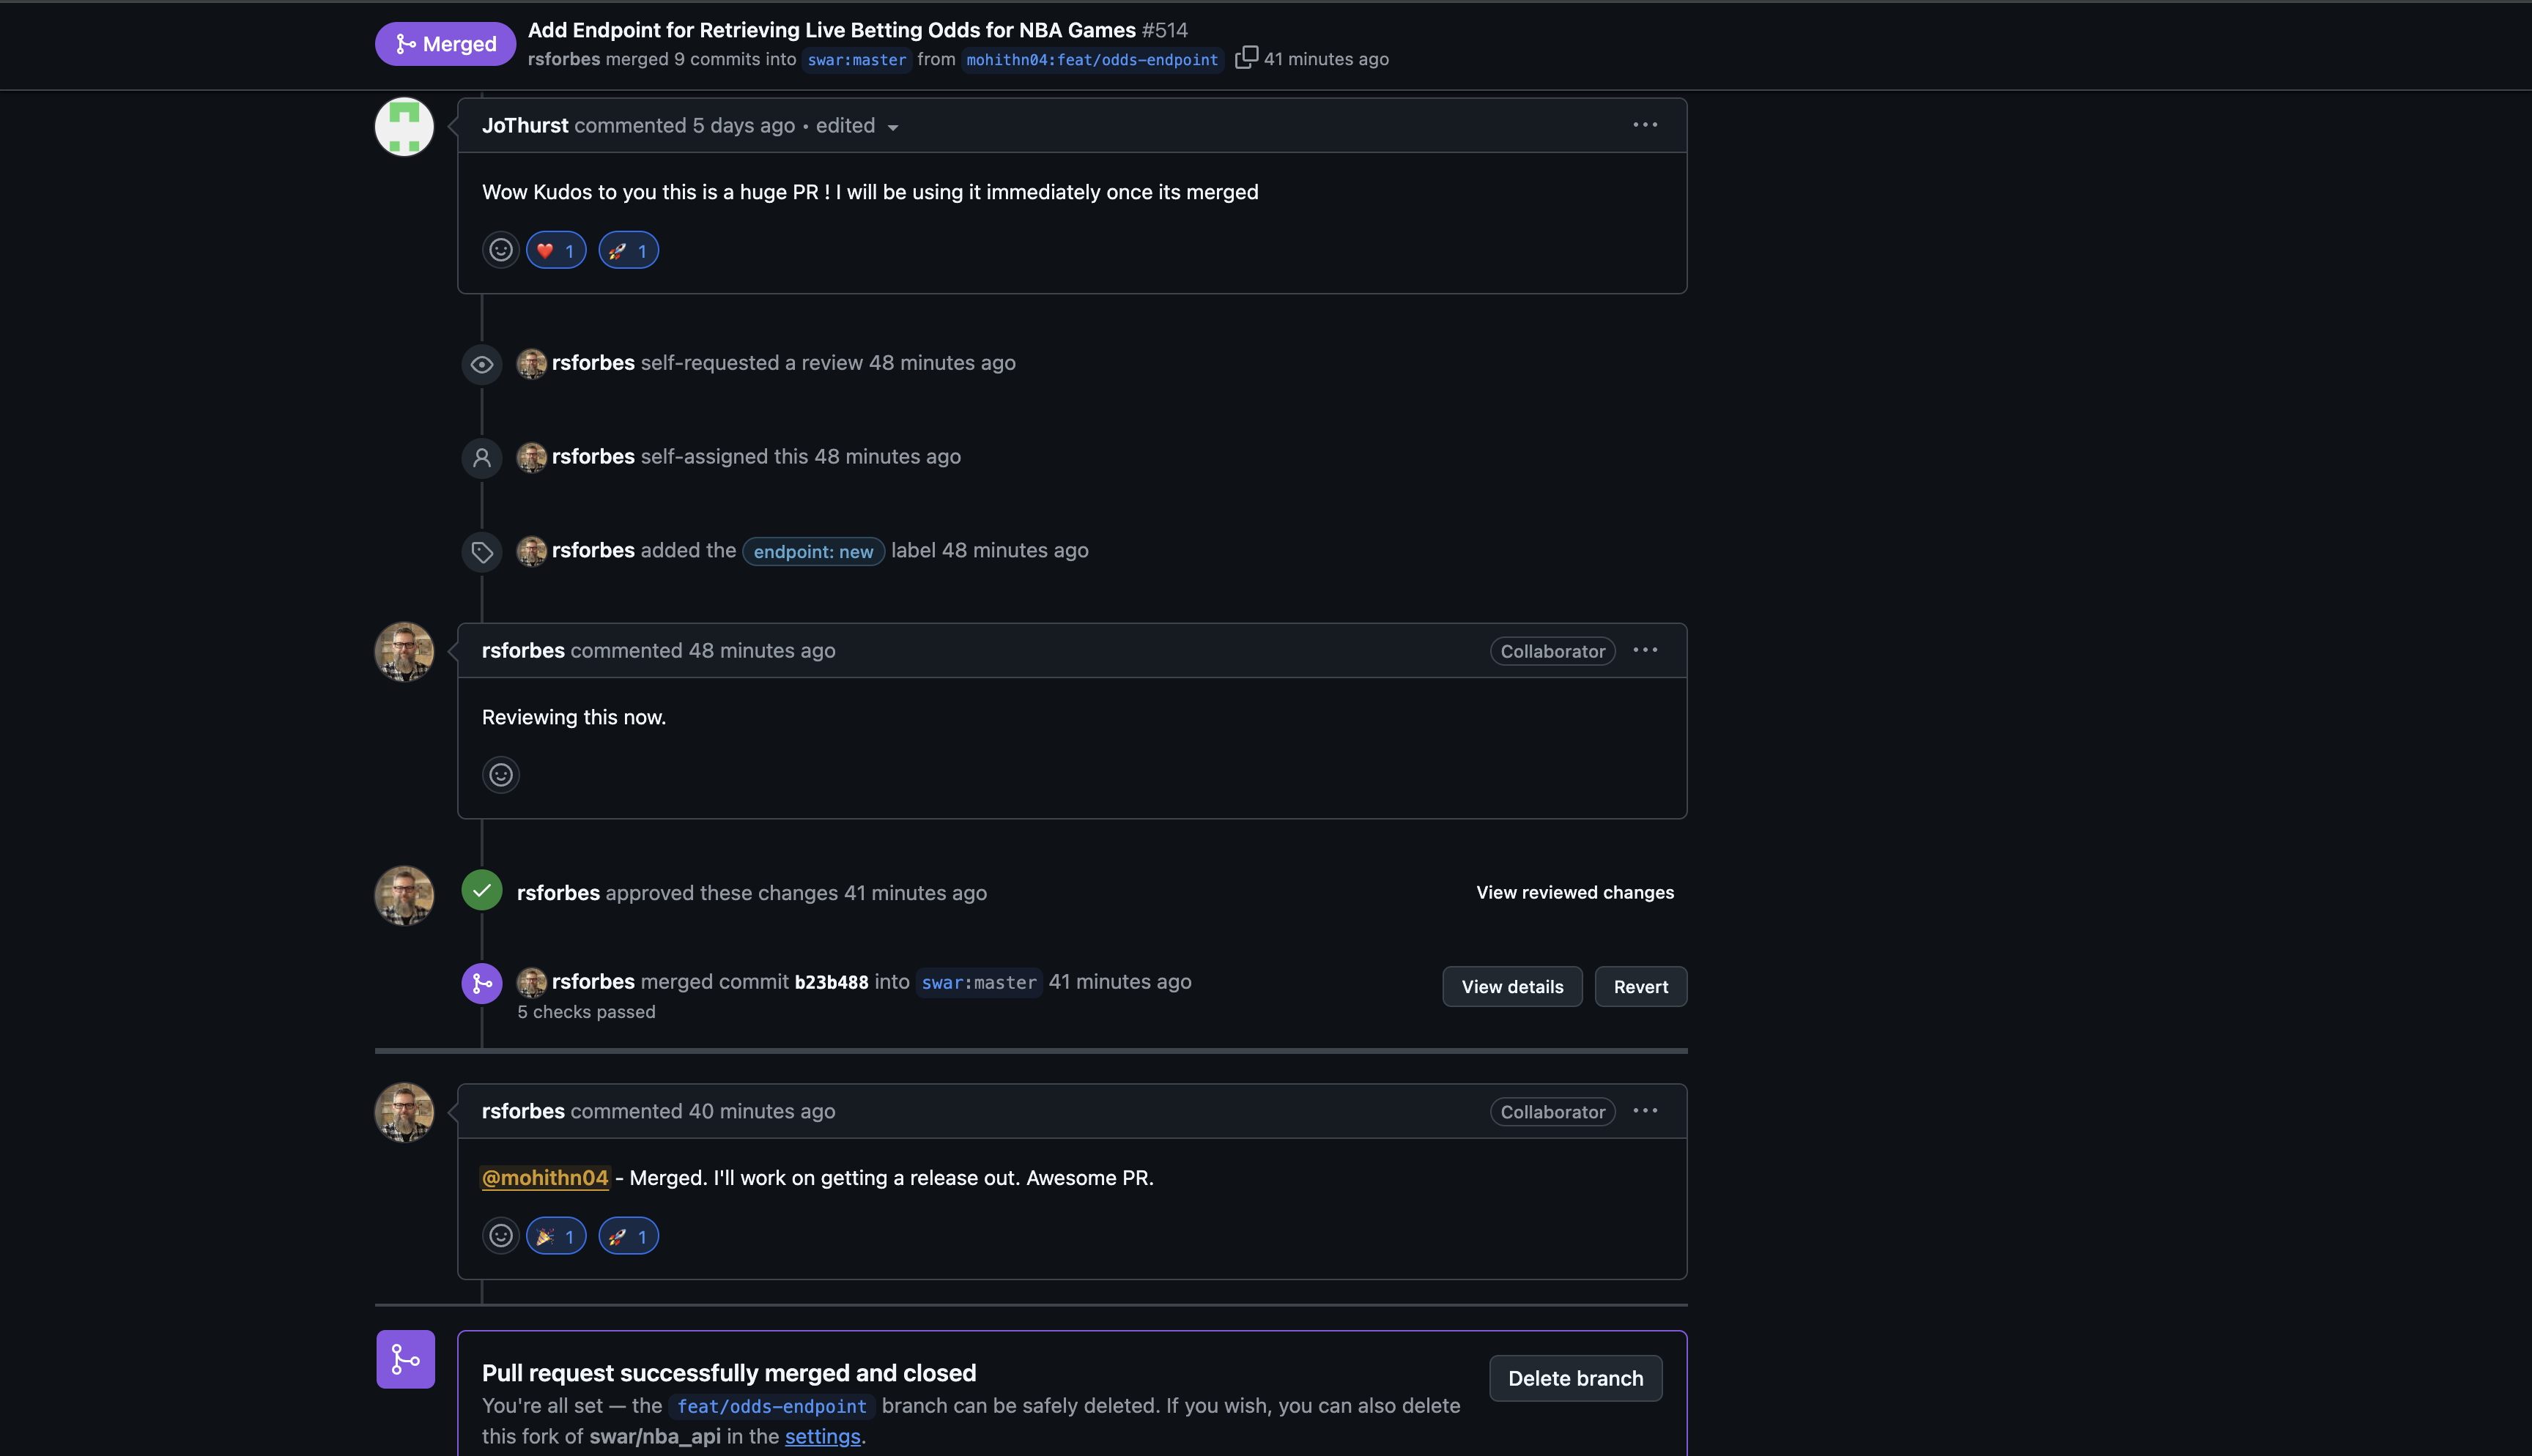 Merged
Add Endpoint for Retrieving Live Betting Odds for NBA Games #514
rsforbes merged 9 commits into swar:master from mohithn04:feat/odds-endpoint 41 minutes ago
JoThurst commented 5 days ago • edited
Wow Kudos to you this is a huge PR ! I will be using it immediately once its merged
❤️ 1 🚀 1
rsforbes self-requested a review 48 minutes ago
rsforbes self-assigned this 48 minutes ago
rsforbes added the endpoint: new label 48 minutes ago
rsforbes commented 48 minutes ago Collaborator
Reviewing this now.
rsforbes approved these changes 41 minutes ago View reviewed changes
rsforbes merged commit b23b488 into swar:master 41 minutes ago View details Revert
5 checks passed
rsforbes commented 40 minutes ago Collaborator
@mohithn04 - Merged. I'll work on getting a release out. Awesome PR.
🎉 1 🚀 1
Pull request successfully merged and closed Delete branch
You're all set — the feat/odds-endpoint branch can be safely deleted. If you wish, you can also delete
this fork of swar/nba_api in the settings.